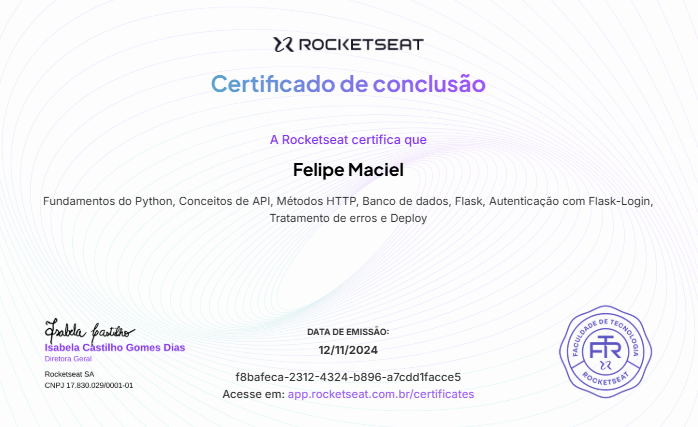 ROCKETSEAT
Certificado de conclusão
A Rocketseat certifica que
Felipe Maciel
Fundamentos do Python, Conceitos de API, Métodos HTTP, Banco de dados, Flask, Autenticação com Flask-Login,
Tratamento de erros e Deploy
Isabela Castilho
Isabela Castilho Gomes Dias
Diretora Geral
Rocketseat SA
CNPJ 17.830.029/0001-01
DATA DE EMISSÃO:
12/11/2024
f8bafeca-2312-4324-b896-a7cdd1facce5
Acesse em: app.rocketseat.com.br/certificates
FACULDADE DE TECNOLOGIA
FTR
ROCKETSEAT